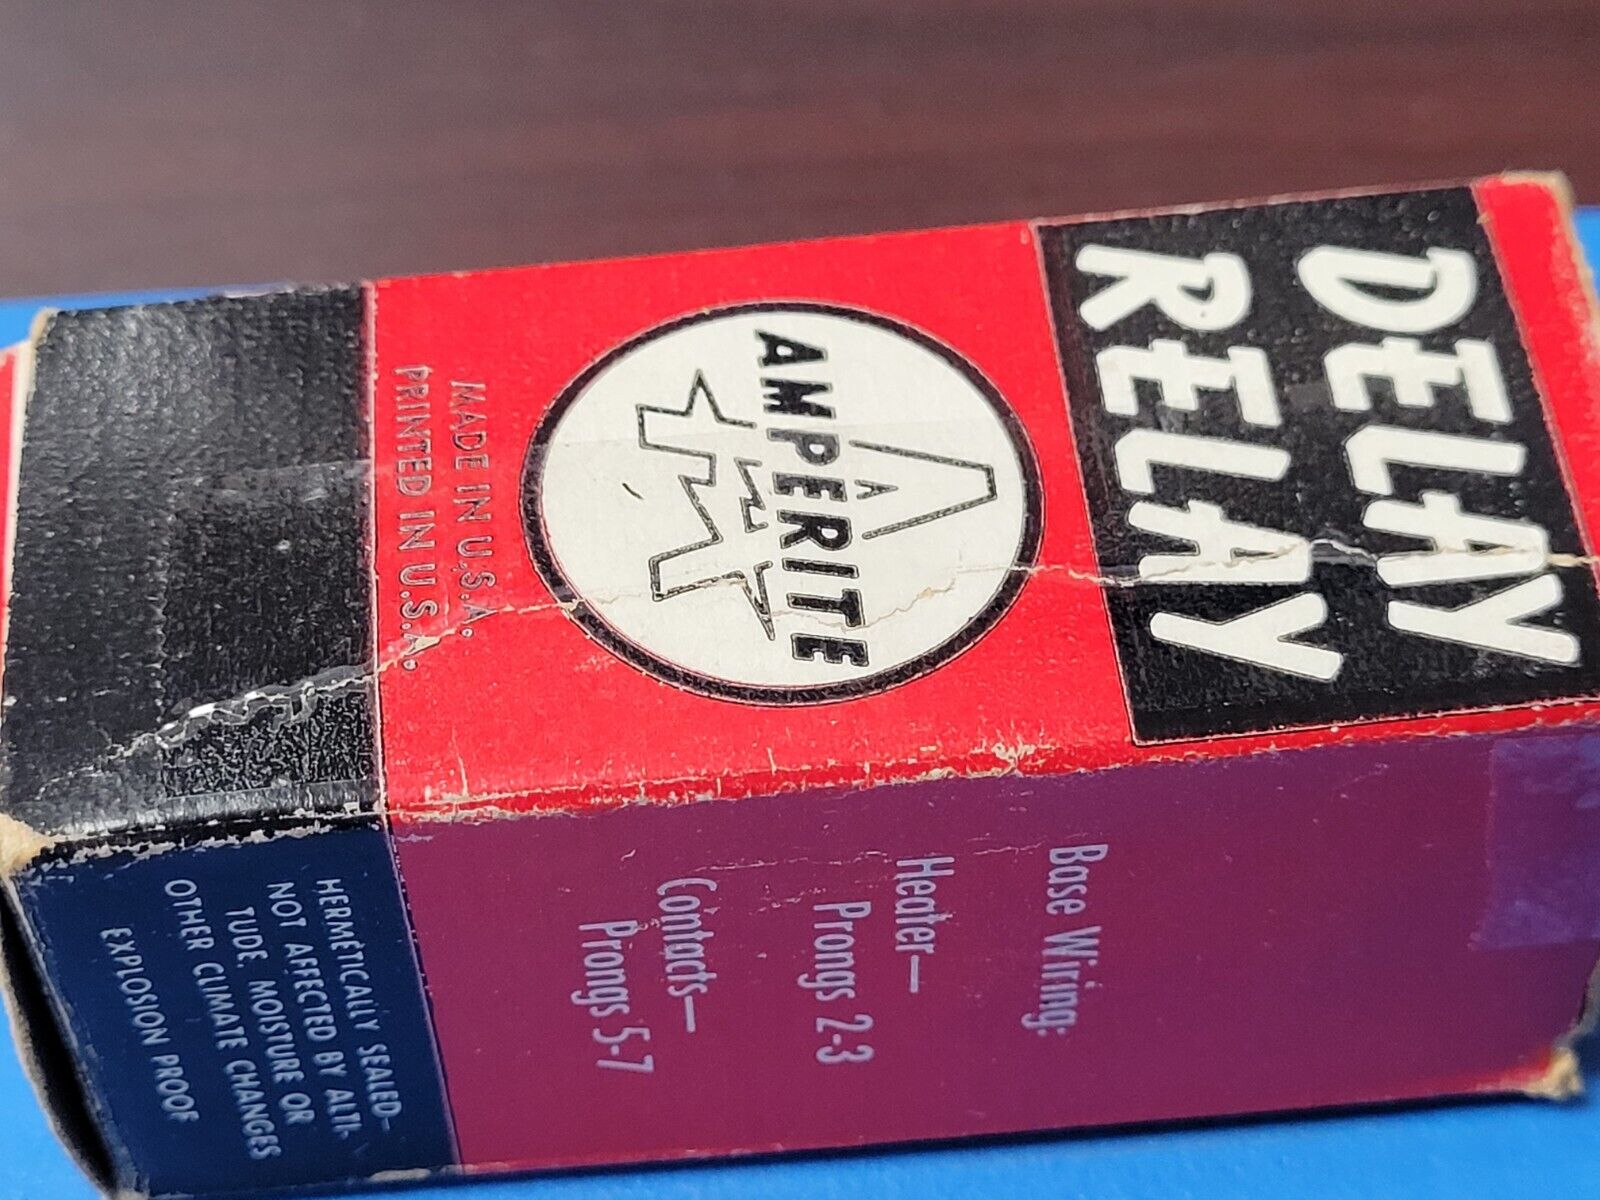 DELAY
RELAY
A
AMPERITE
MADE IN U.S.A.
PRINTED IN U.S.A.
Base Wiring:
Heater—
Prongs 2-3
Contacts—
Prongs 5-7
HERMETICALLY SEALED—
NOT AFFECTED BY ALTI-
TUDE, MOISTURE OR
OTHER CLIMATE CHANGES
EXPLOSION PROOF